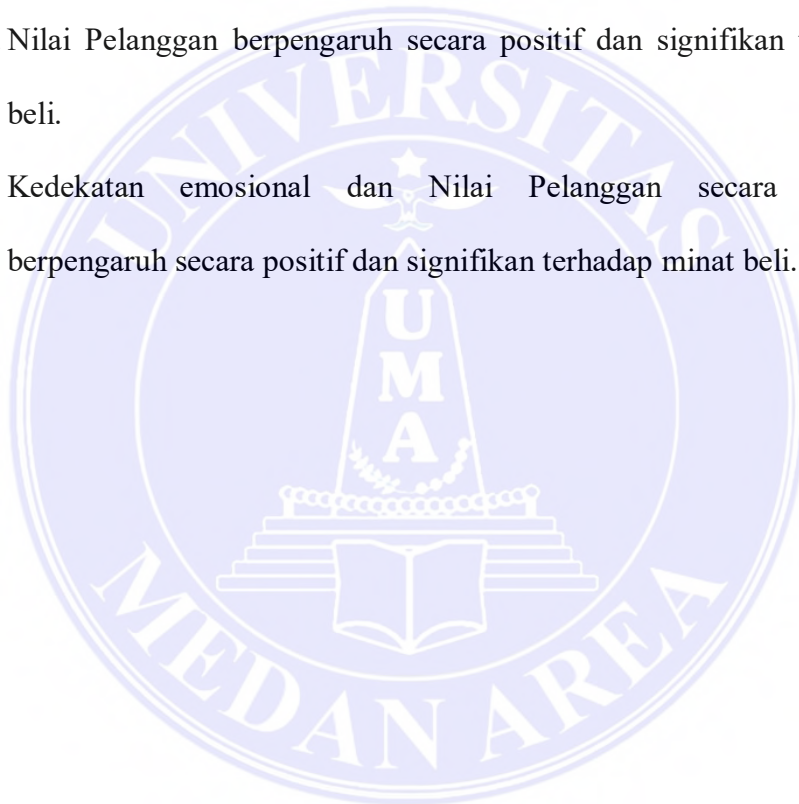 Nilai Pelanggan berpengaruh secara positif dan signifikan
beli.
Kedekatan emosional dan Nilai Pelanggan secara
berpengaruh secara positif dan signifikan terhadap minat beli.
UNIVERSITAS
U
M
A
MEDAN AREA